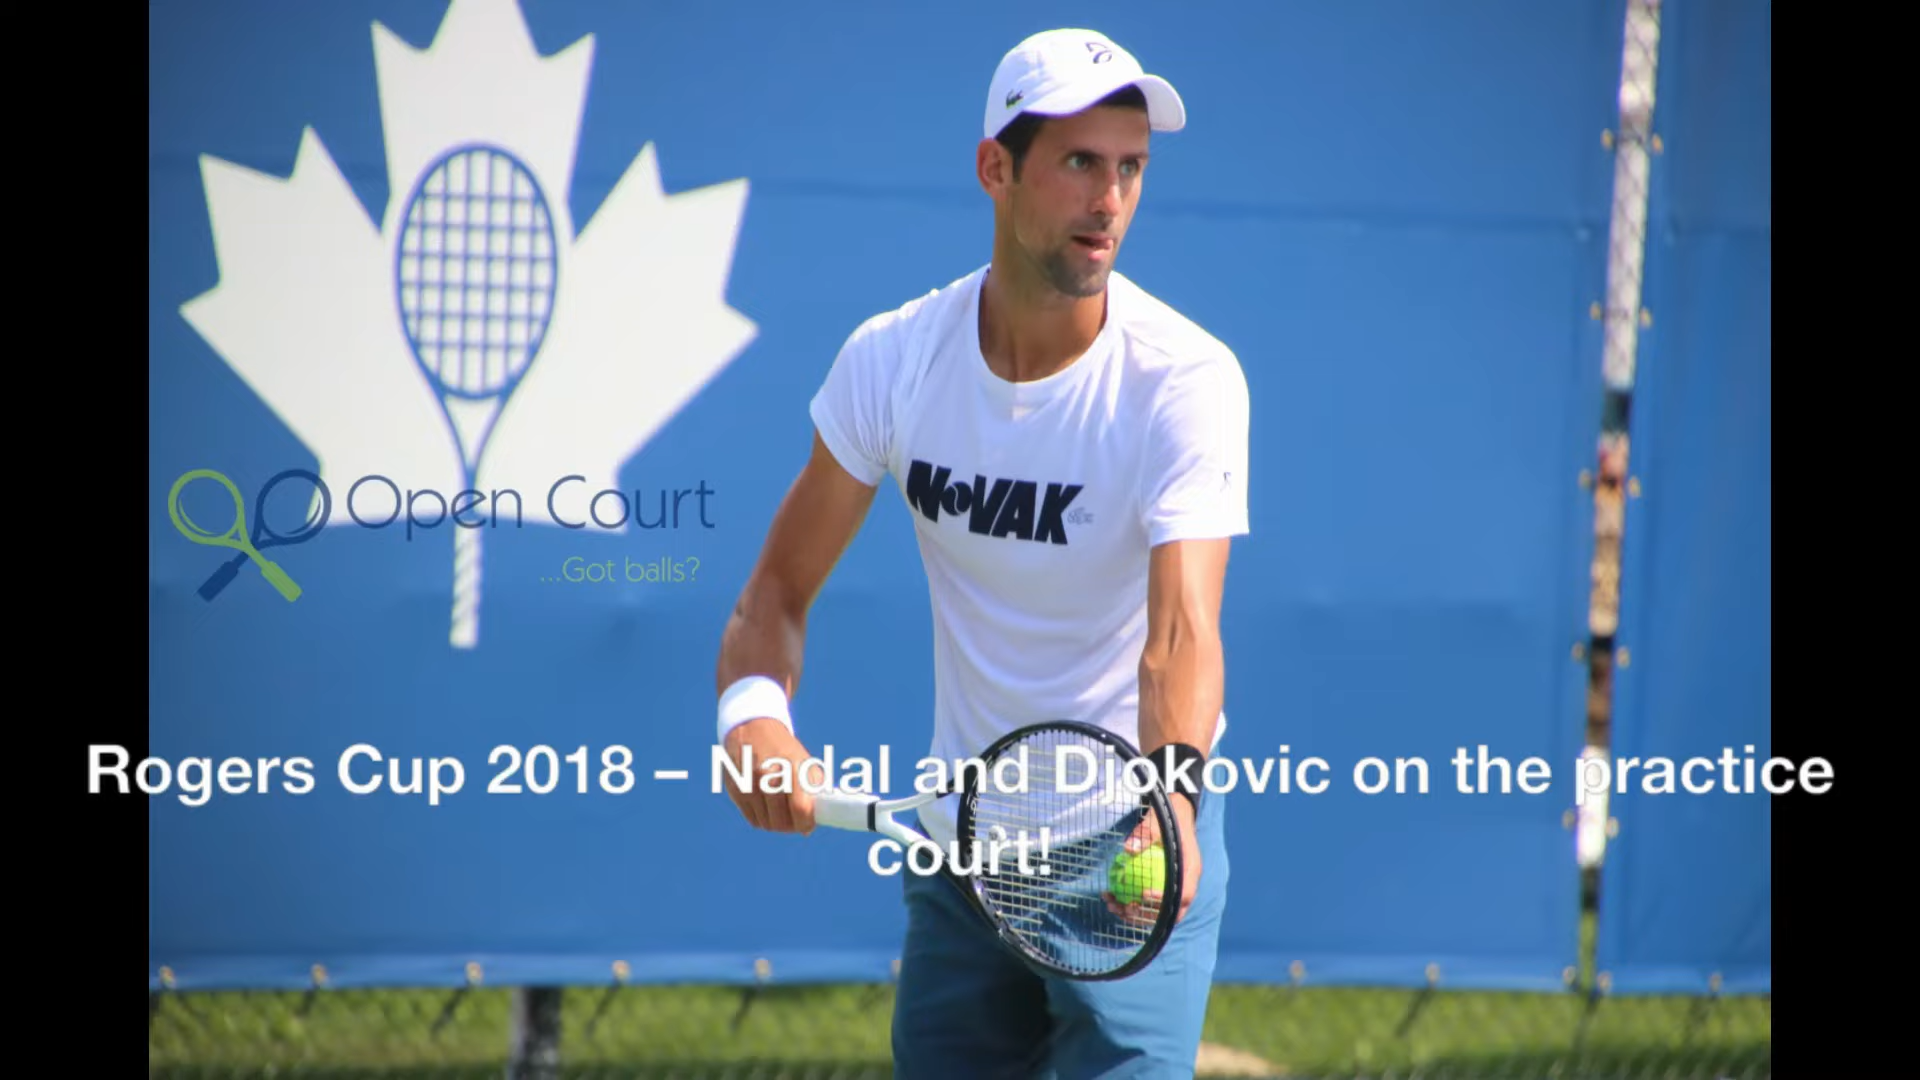 NOVAK
Open Court
...Got balls?
Rogers Cup 2018 – Nadal and Djokovic on the practice
court!